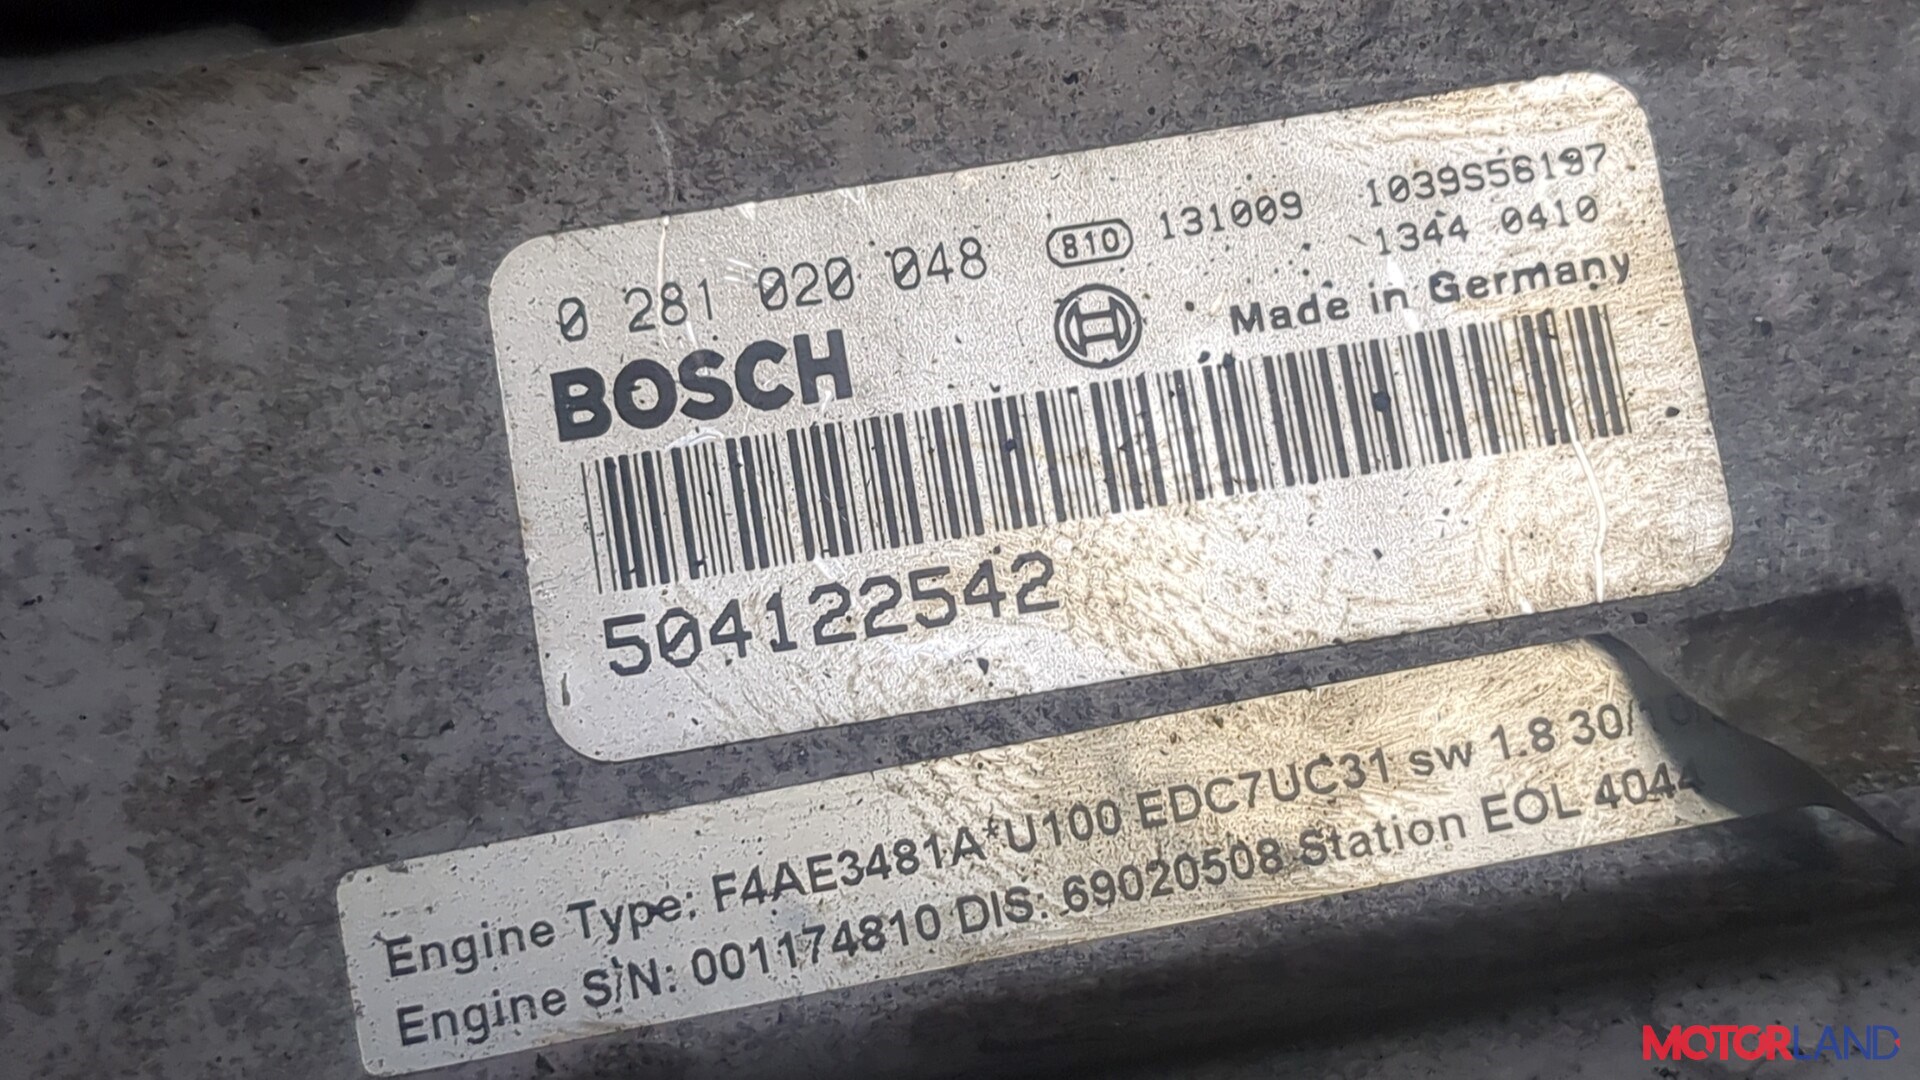 0 281 020 048 810 131009 1039S56197
1344 0410
BOSCH Made in Germany
504122542
Engine Type: F4AE3481A*U100 EDC7UC31 sw 1.8
Engine S/N: 001174810 DIS: 69020508 Station EOL 4044
MOTORLAND